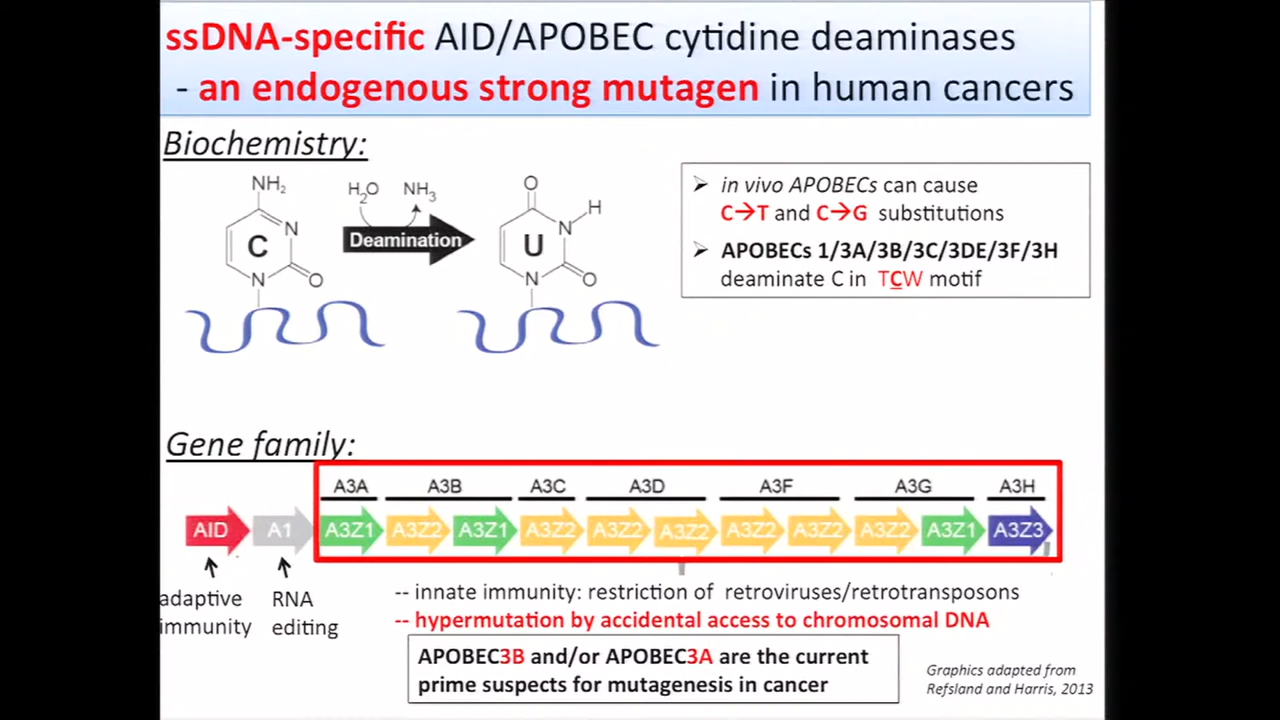 ssDNA-specific AID/APOBEC cytidine deaminases
- an endogenous strong mutagen in human cancers
Biochemistry:
NH₂
N
C
N
O
H₂O
NH₃
Deamination
O
H
N
U
N
O
➢ in vivo APOBECs can cause
C→T and C→G substitutions
➢ APOBECs 1/3A/3B/3C/3DE/3F/3H
deaminate C in TCW motif
Gene family:
A3A A3B A3C A3D A3F A3G A3H
AID A1 A3Z1 A3Z2 A3Z1 A3Z2 A3Z2 A3Z2 A3Z2 A3Z2 A3Z2 A3Z1 A3Z3
adaptive
immunity
RNA
editing
-- innate immunity: restriction of retroviruses/retrotransposons
-- hypermutation by accidental access to chromosomal DNA
APOBEC3B and/or APOBEC3A are the current
prime suspects for mutagenesis in cancer
Graphics adapted from
Refsland and Harris, 2013